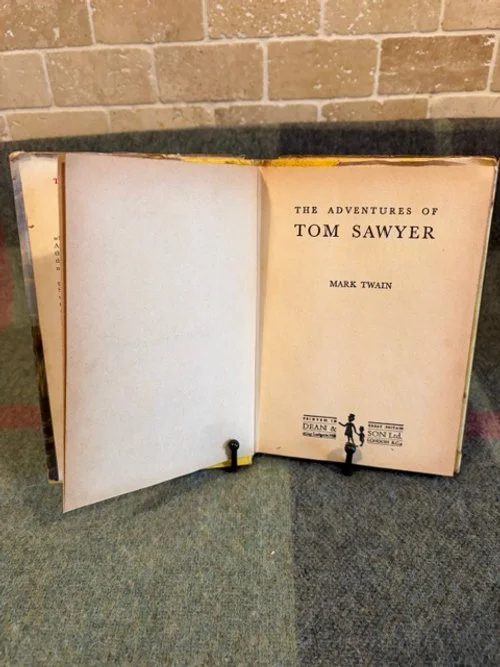 THE ADVENTURES OF
TOM SAWYER
MARK TWAIN
PRINTED IN GREAT BRITAIN
DEAN & SON Ltd.
LONDON